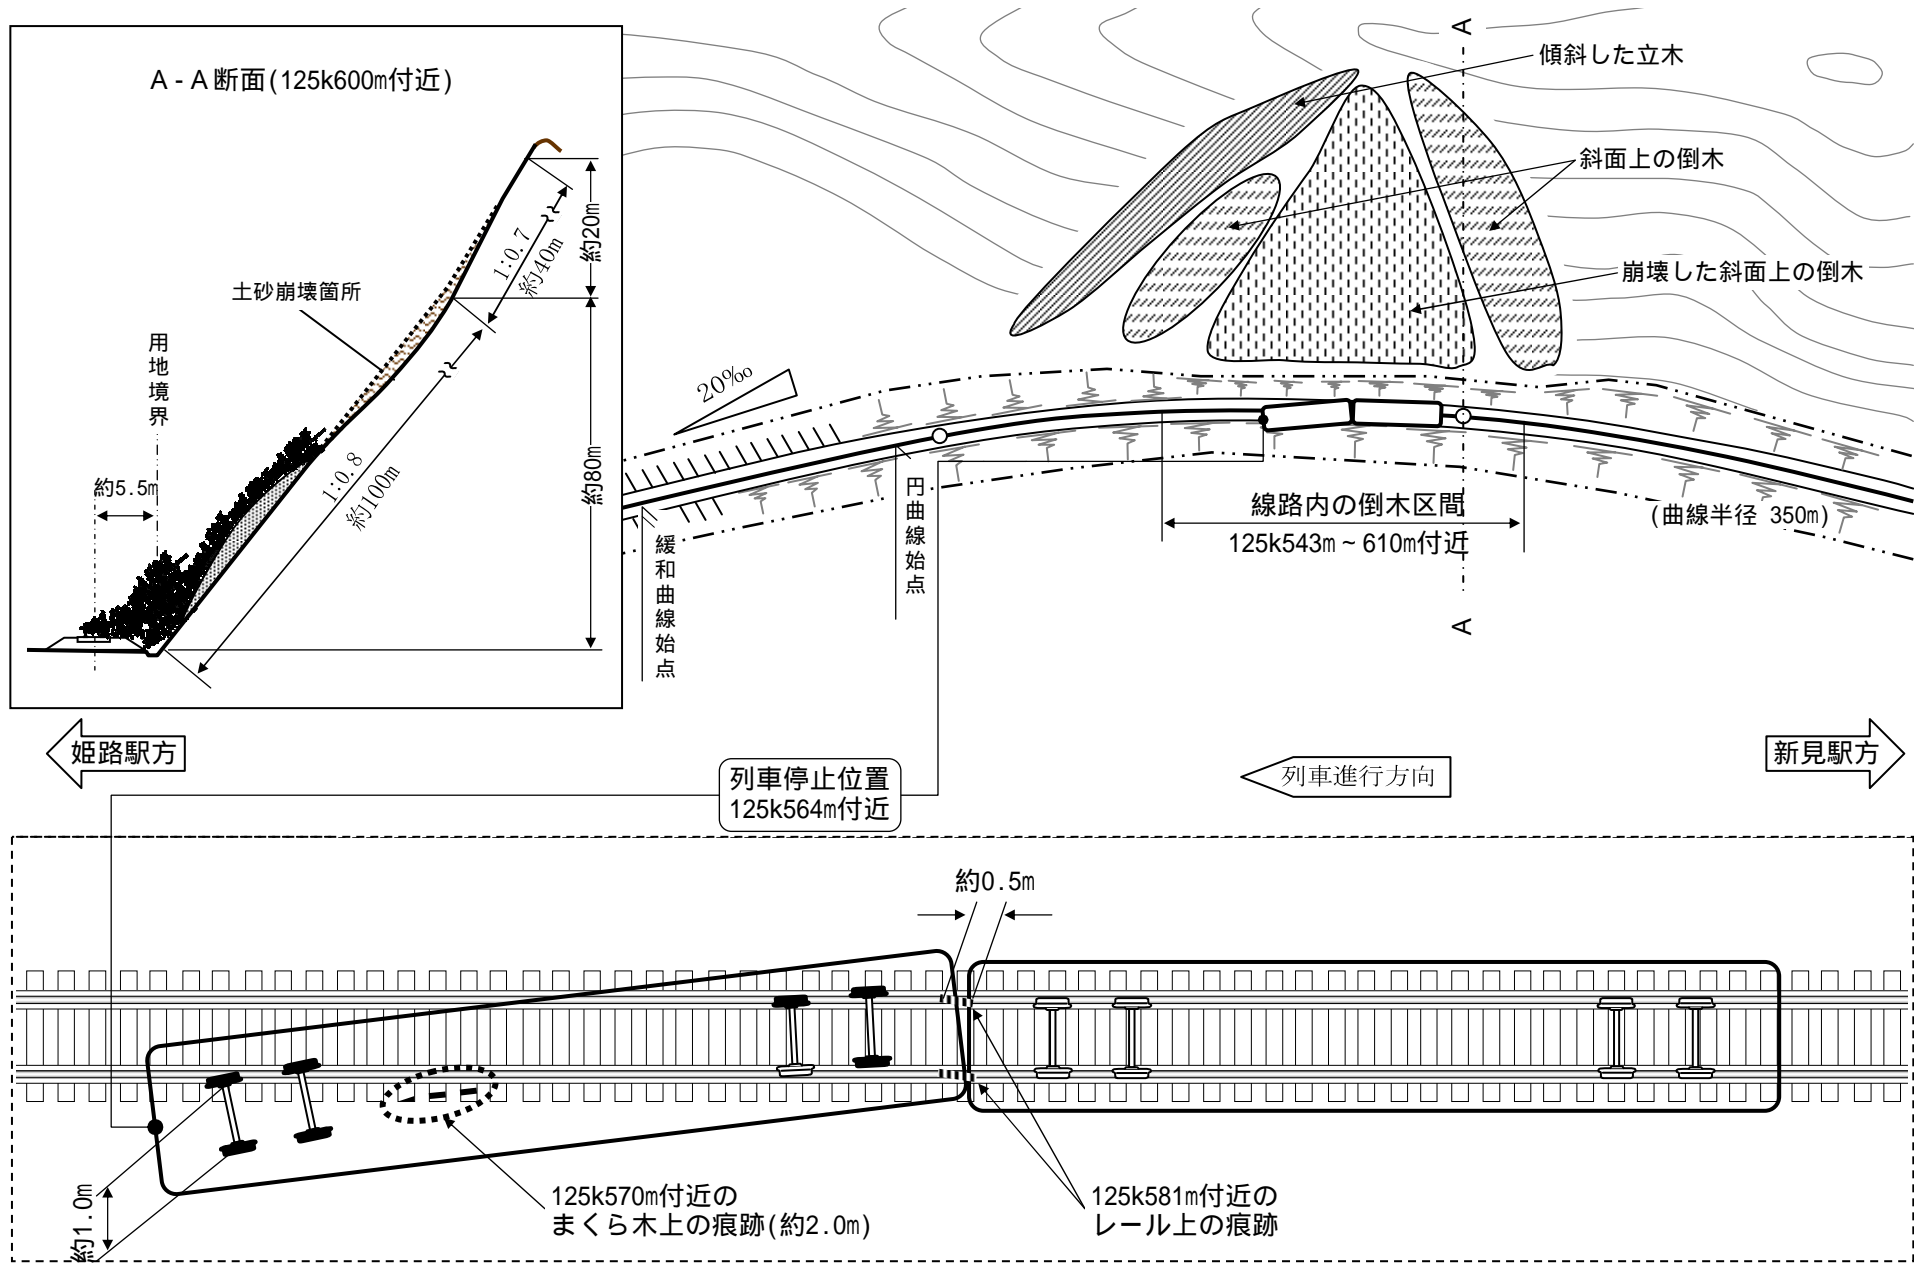 A - A 断面(125k600m付近)
土砂崩壊箇所
用地境界
約5.5m
1:0.7
約40m
約20m
1:0.8
約100m
約80m
A
傾斜した立木
斜面上の倒木
崩壊した斜面上の倒木
20‰
緩和曲線始点
円曲線始点
線路内の倒木区間
125k543m ~ 610m付近
(曲線半径 350m)
A
姫路駅方
新見駅方
列車停止位置
125k564m付近
列車進行方向
約0.5m
約1.0m
125k570m付近の
まくら木上の痕跡(約2.0m)
125k581m付近の
レール上の痕跡